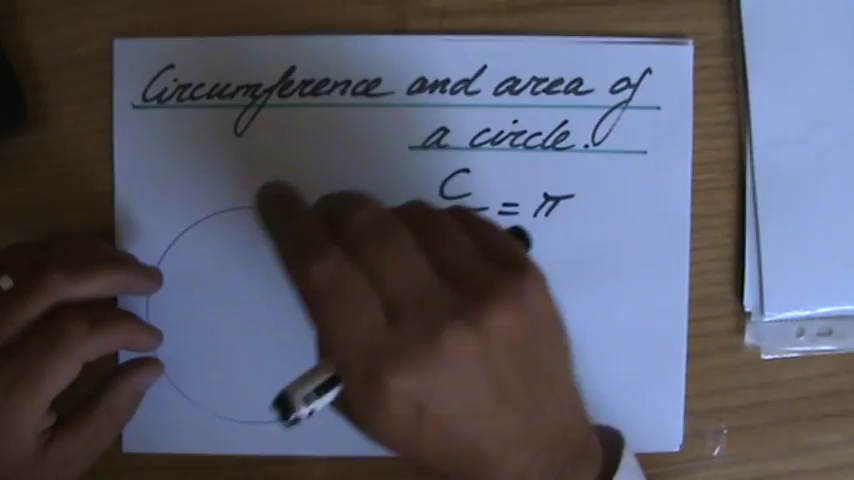 Circumference and area of
a circle.
C
= π